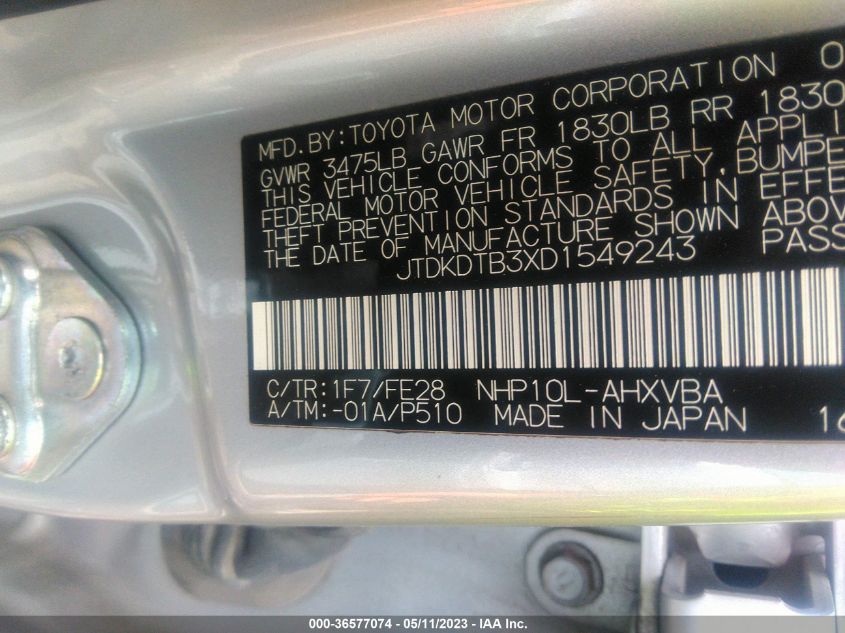 MFD.BY:TOYOTA MOTOR CORPORATION 0
GVWR 3475LB GAWR FR 1830LB RR 1830
THIS VEHICLE CONFORMS TO ALL APPLI
FEDERAL MOTOR VEHICLE SAFETY,BUMPE
THEFT PREVENTION STANDARDS IN EFFE
THE DATE OF MANUFACTURE SHOWN ABOV
JTDKDTB3XD1549243 PASS
C/TR:1F7/FE28 NHP10L-AHXVBA
A/TM:-01A/P510 MADE IN JAPAN 16
000-36577074 - 05/11/2023 - IAA Inc.